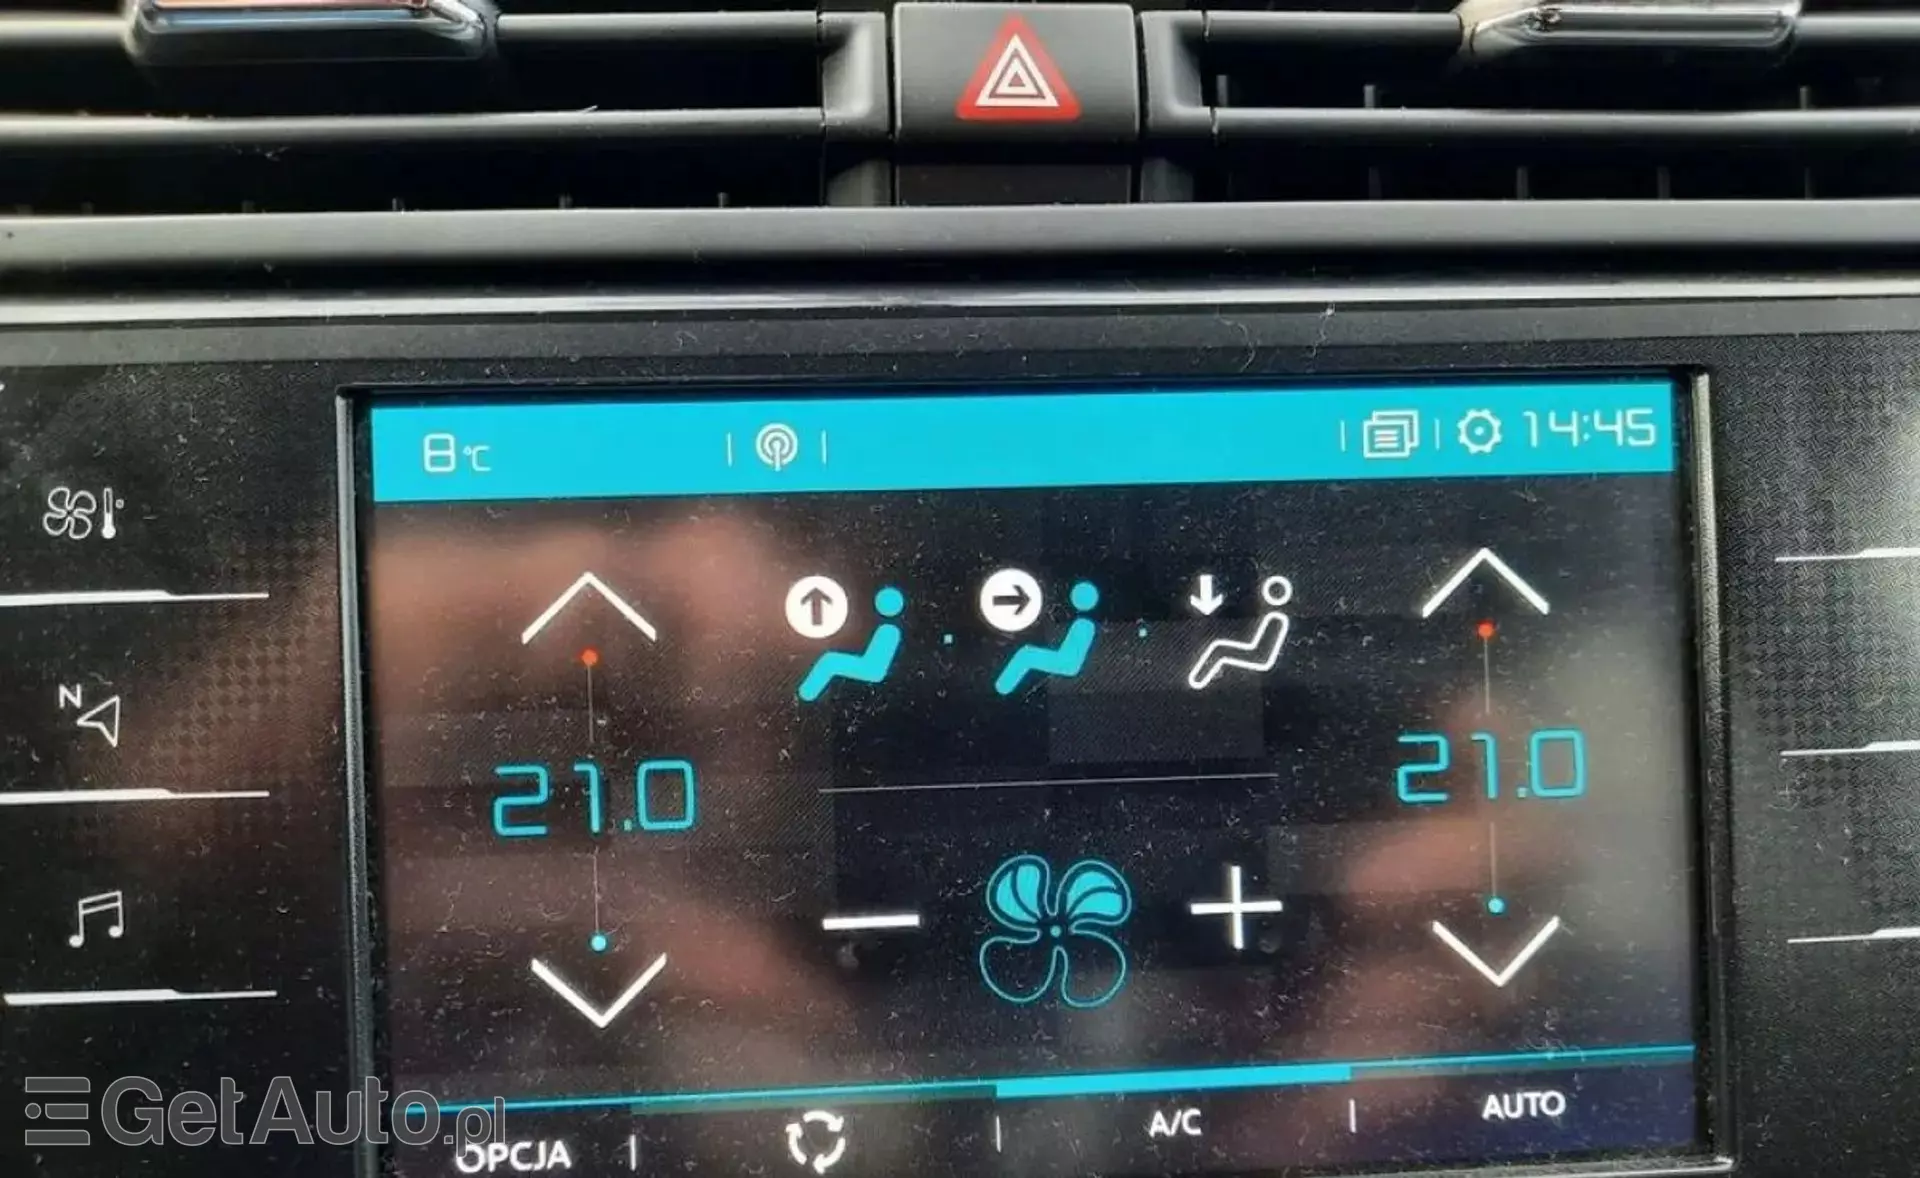 8 °C
14:45
N
21.0
21.0
OPCJA
A/C
AUTO
GetAuto.pl